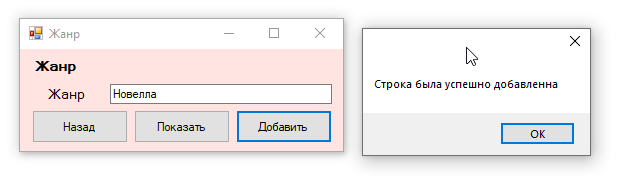 Жанр
Жанр
Жанр
Новелла
Назад
Показать
Добавить
Строка была успешно добавленна
OK